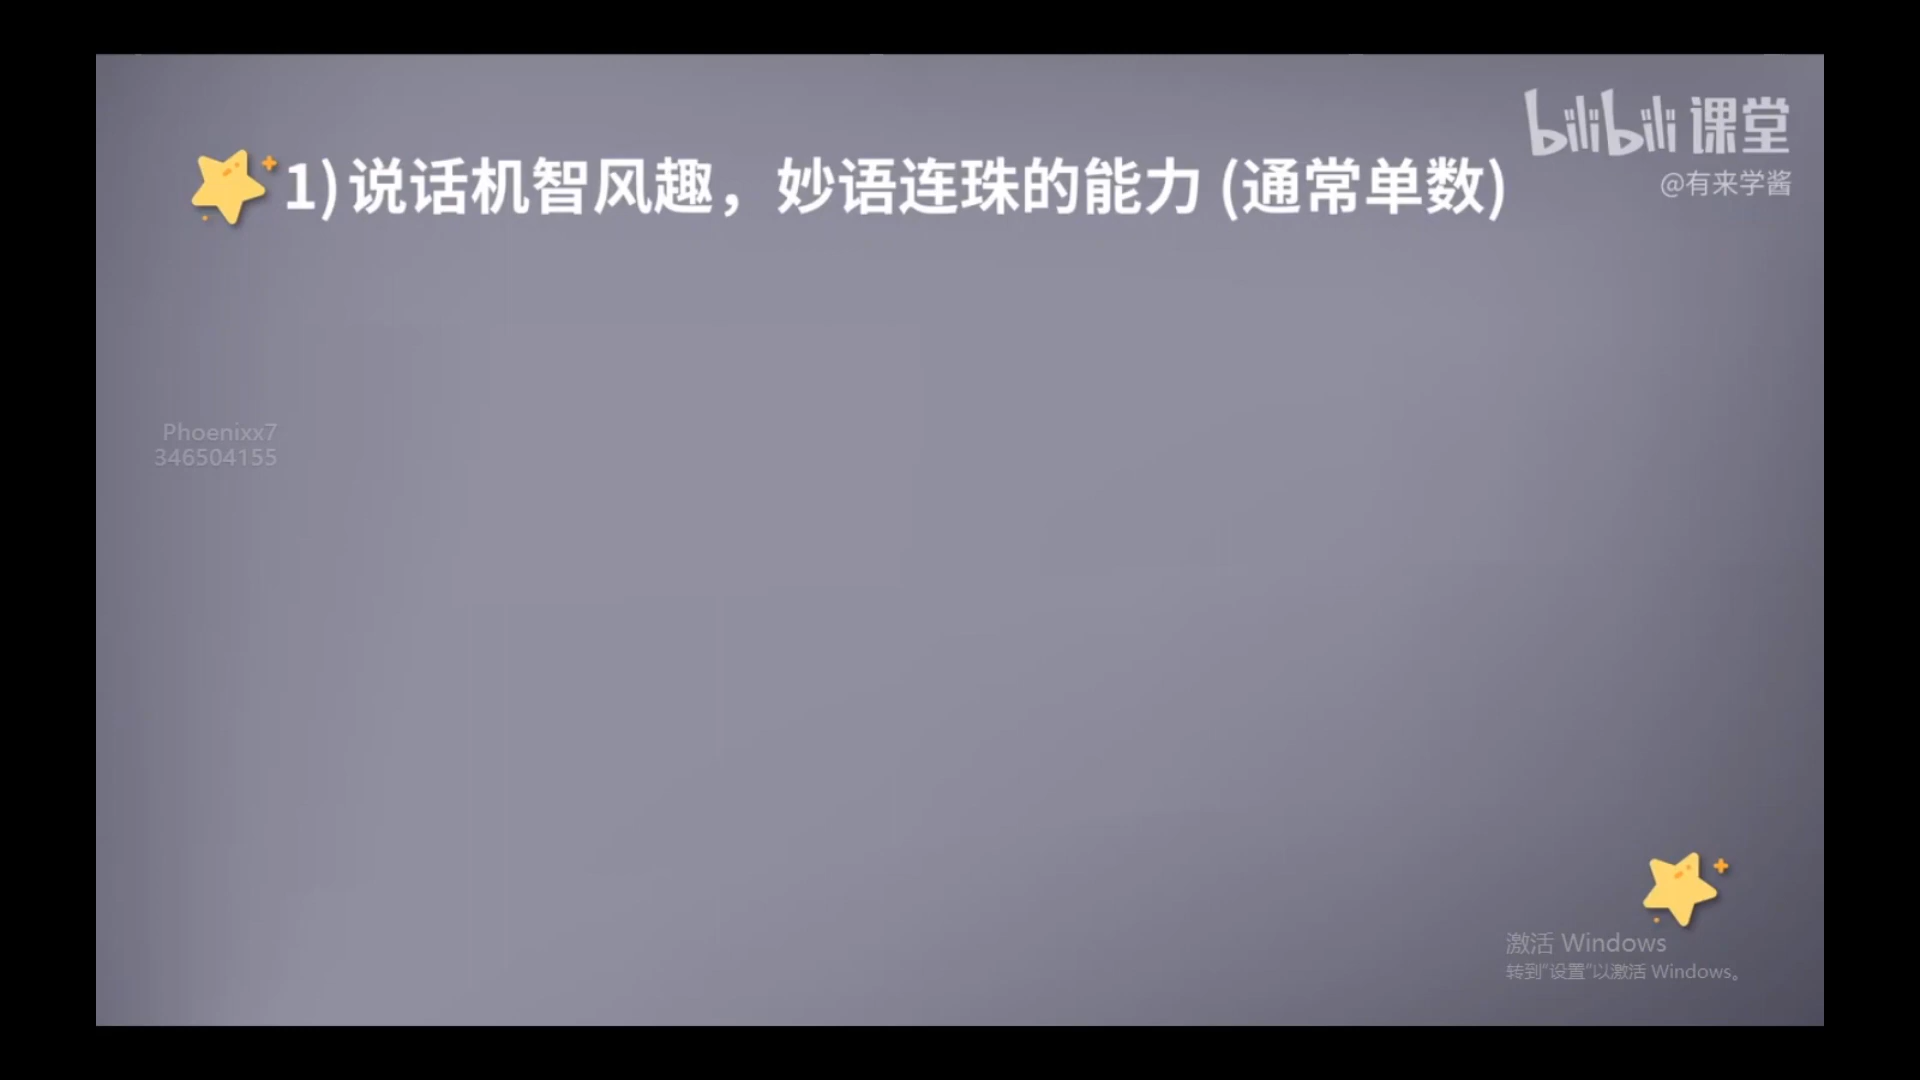 bilibili 课堂
@有来学酱
1) 说话机智风趣，妙语连珠的能力 (通常单数)
Phoenixx7
346504155
激活 Windows
转到"设置"以激活 Windows。